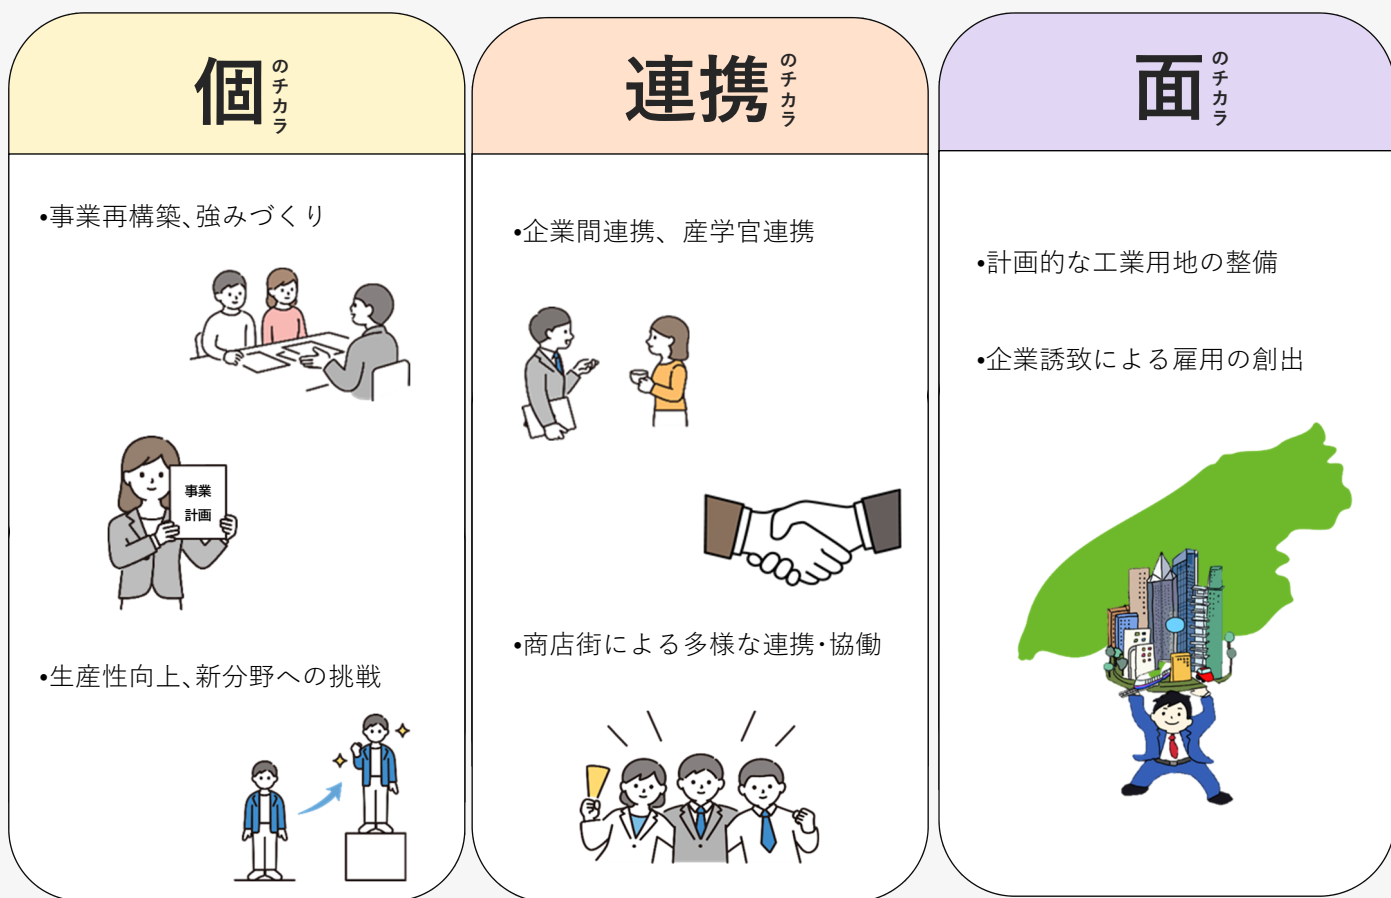 個のチカラ
•事業再構築、強みづくり
事業
計画
•生産性向上、新分野への挑戦
連携のチカラ
•企業間連携、産学官連携
•商店街による多様な連携・協働
面のチカラ
•計画的な工業用地の整備
•企業誘致による雇用の創出